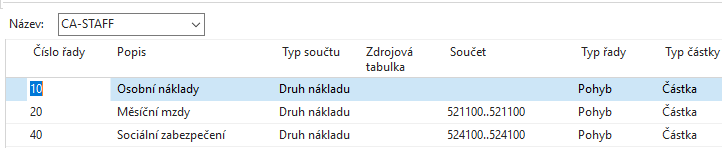 Název: CA-STAFF
Číslo řady Popis Typ součtu Zdrojová tabulka Součet Typ řady Typ částky
10 Osobní náklady Druh nákladu Pohyb Částka
20 Měsíční mzdy Druh nákladu 521100..521100 Pohyb Částka
40 Sociální zabezpečení Druh nákladu 524100..524100 Pohyb Částka